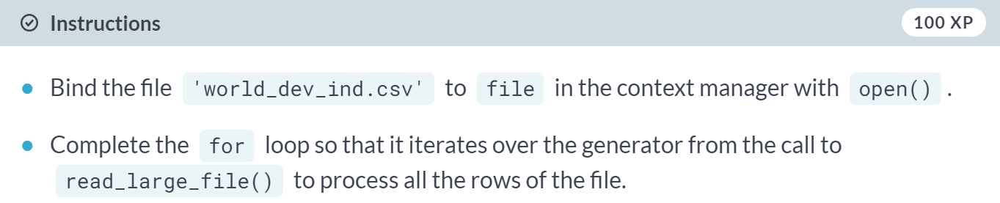 Instructions
100 XP
Bind the file 'world_dev_ind.csv' to file in the context manager with open() .
Complete the for loop so that it iterates over the generator from the call to
read_large_file() to process all the rows of the file.